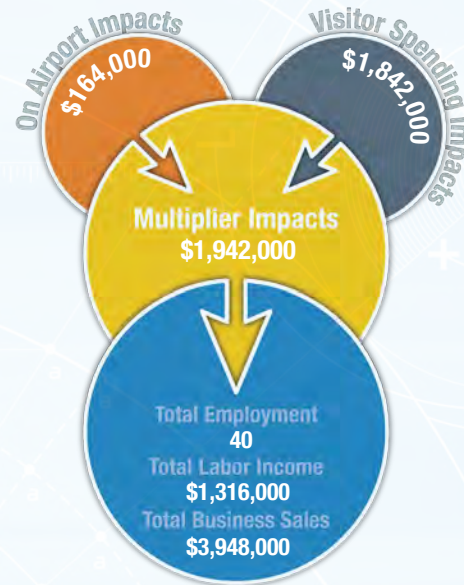 On Airport Impacts
$164,000
Visitor Spending Impacts
$1,842,000
Multiplier Impacts
$1,942,000
Total Employment
40
Total Labor Income
$1,316,000
Total Business Sales
$3,948,000